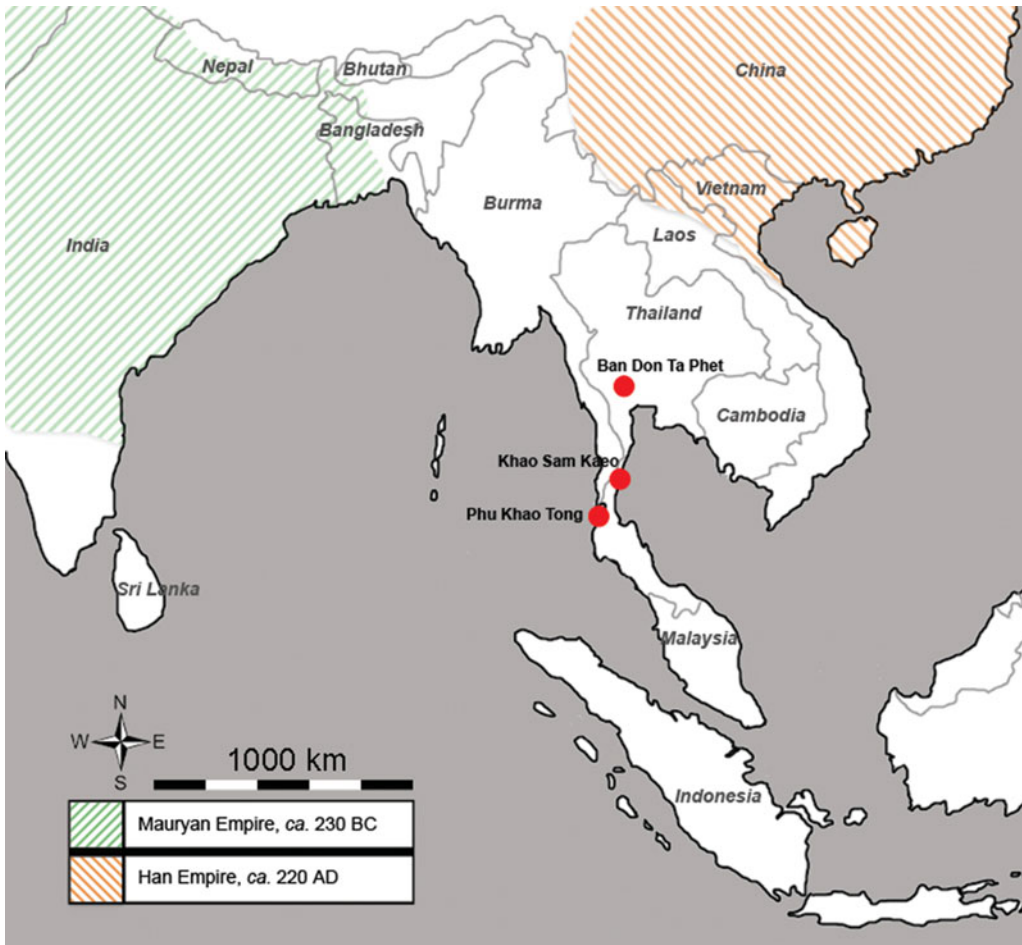 China
Nepal
Bhutan
Bangladesh
Vietnam
Burma
Laos
India
Thailand
Ban Don Ta Phet
Cambodia
Khao Sam Kaeo
Phu Khao Tong
Sri Lanka
Malaysia
N
W E
S
1000 km
Indonesia
Mauryan Empire, ca. 230 BC
Han Empire, ca. 220 AD